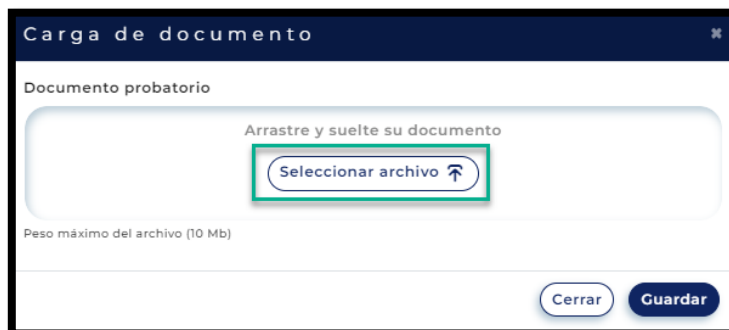 Carga de documento
Documento probatorio
Arrastre y suelte su documento
Seleccionar archivo
Peso máximo del archivo (10 Mb)
Cerrar
Guardar